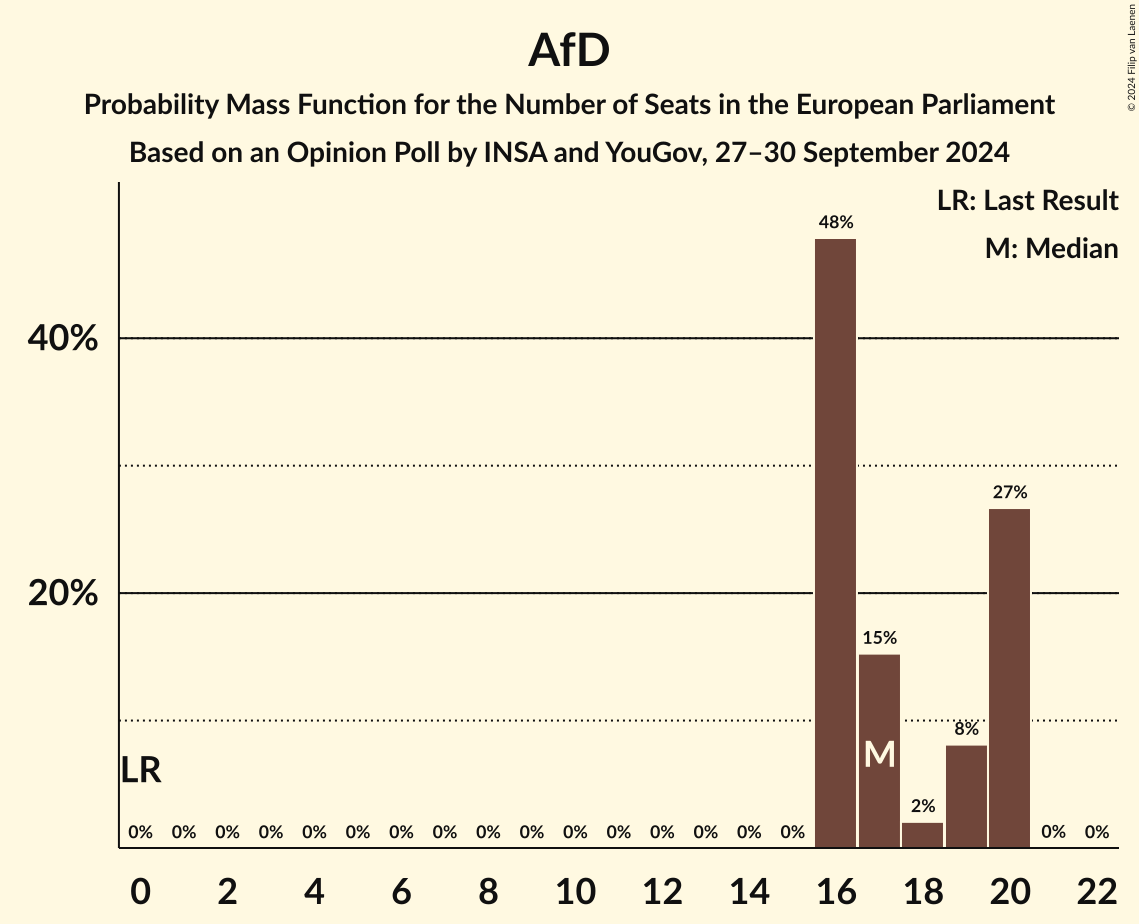 AfD
Probability Mass Function for the Number of Seats in the European Parliament
Based on an Opinion Poll by INSA and YouGov, 27–30 September 2024
© 2024 Filip van Laenen
LR: Last Result
M: Median
48%
40%
27%
20%
15%
8%
M
LR
2%
0% 0% 0% 0% 0% 0% 0% 0% 0% 0% 0% 0% 0% 0% 0% 0% 0% 0%
0 2 4 6 8 10 12 14 16 18 20 22